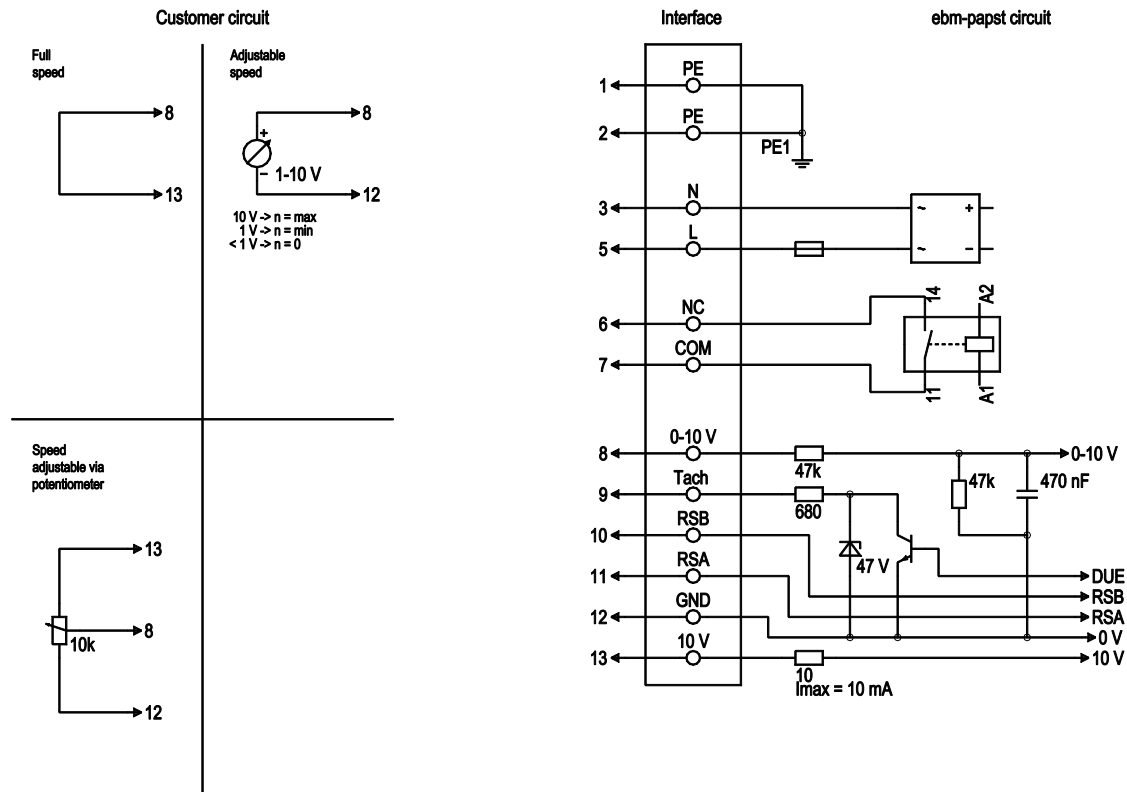 Customer circuit
Interface
ebm-papst circuit
Full
speed
8
13
Adjustable
speed
8
+
1-10 V
–
12
10 V -> n = max
1 V -> n = min
< 1 V -> n = 0
Speed
adjustable via
potentiometer
13
8
10k
12
1
PE
2
PE
PE1
3
N
~
+
5
L
~
–
6
NC
14
A2
7
COM
11
A1
8
0-10 V
47k
0-10 V
47k
470 nF
9
Tach
680
10
RSB
47 V
11
RSA
DUE
RSB
12
GND
RSA
0 V
13
10 V
10 V
10
Imax = 10 mA